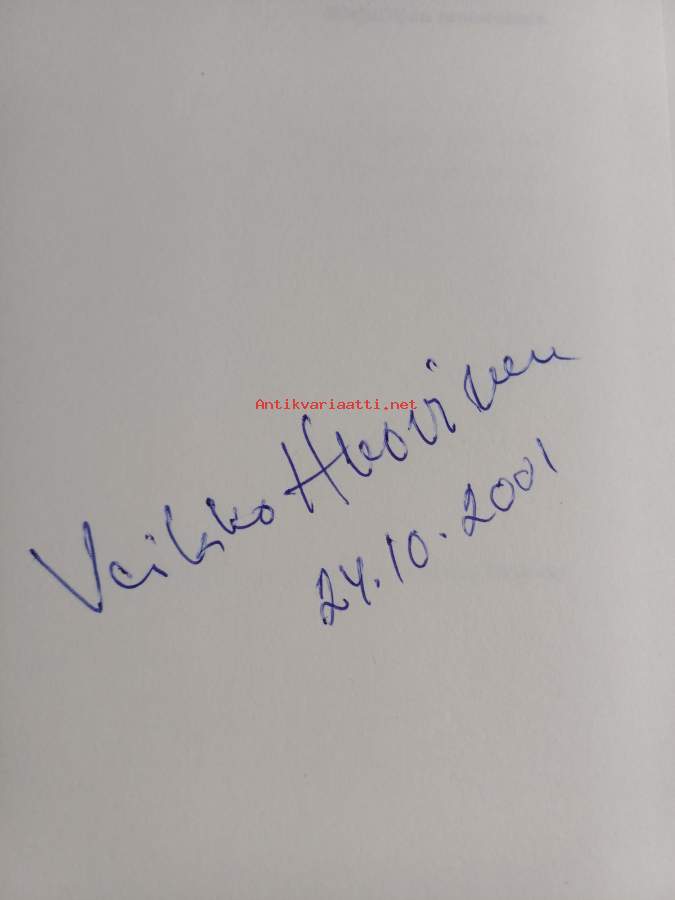 Antikvariaatti.net
Veikko Huovinen
24.10.2001